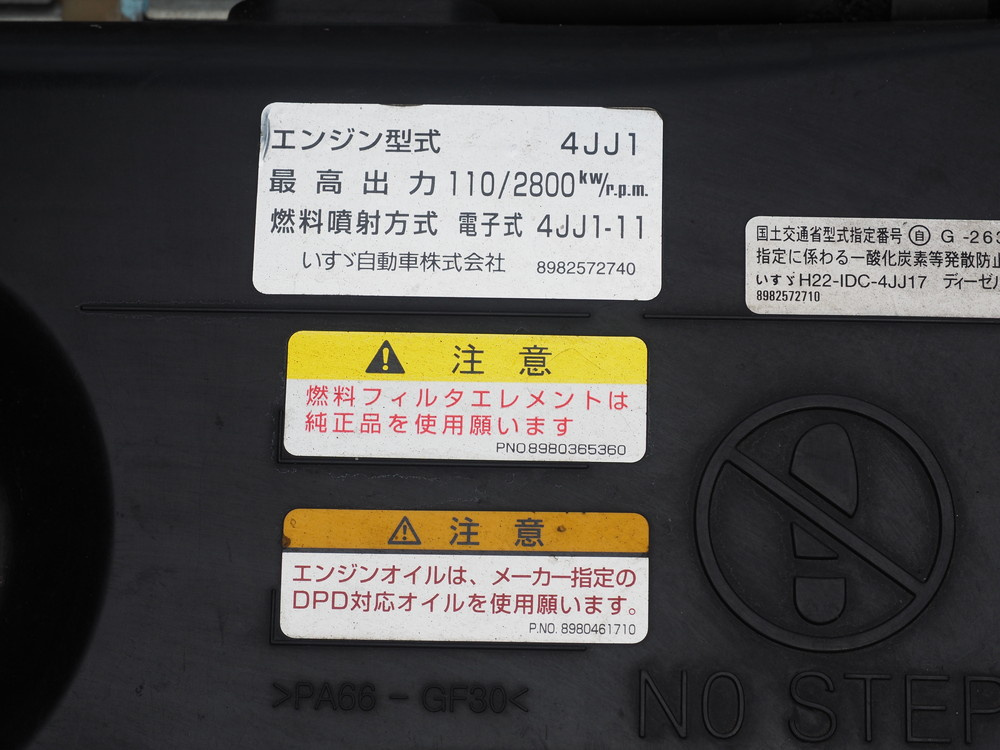 エンジン型式 4JJ1
最高出力 110/2800kW/r.p.m.
燃料噴射方式 電子式 4JJ1-11
いすゞ自動車株式会社 8982572740
国土交通省型式指定番号 自 G -263
指定に係わる一酸化炭素等発散防止
いすゞ H22-IDC-4JJ17 ディーゼル
8982572710
注意
燃料フィルタエレメントは
純正品を使用願います
PNO.8980365360
注意
エンジンオイルは、メーカー指定の
DPD対応オイルを使用願います。
P.NO. 8980461710
>PA66-GF30<
NO STEP